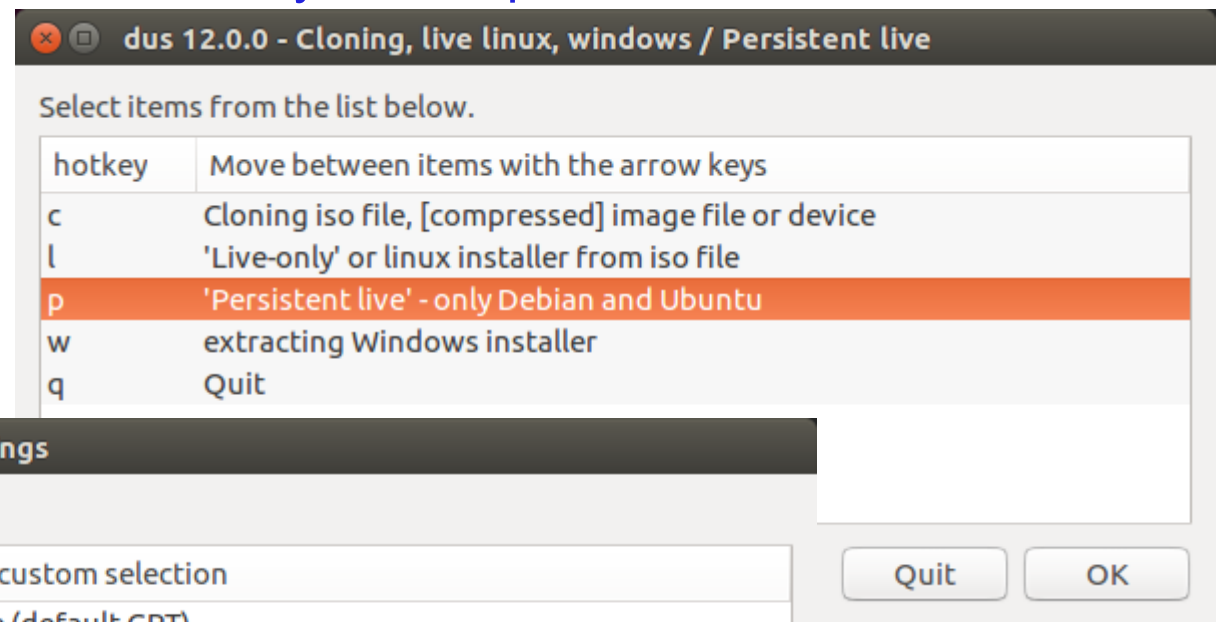 dus 12.0.0 - Cloning, live linux, windows / Persistent live
Select items from the list below.
hotkey Move between items with the arrow keys
c Cloning iso file, [compressed] image file or device
l 'Live-only' or linux installer from iso file
p 'Persistent live' - only Debian and Ubuntu
w extracting Windows installer
q Quit
ngs
custom selection
Quit OK
(default GPT)